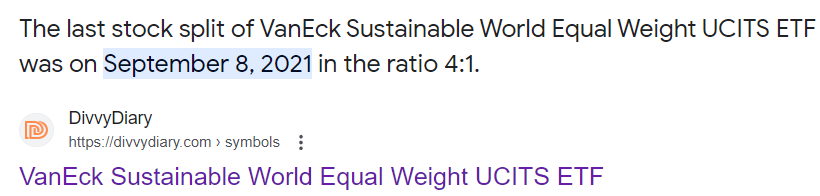 The last stock split of VanEck Sustainable World Equal Weight UCITS ETF
was on September 8, 2021 in the ratio 4:1.
DivvyDiary
https://divvydiary.com › symbols
VanEck Sustainable World Equal Weight UCITS ETF